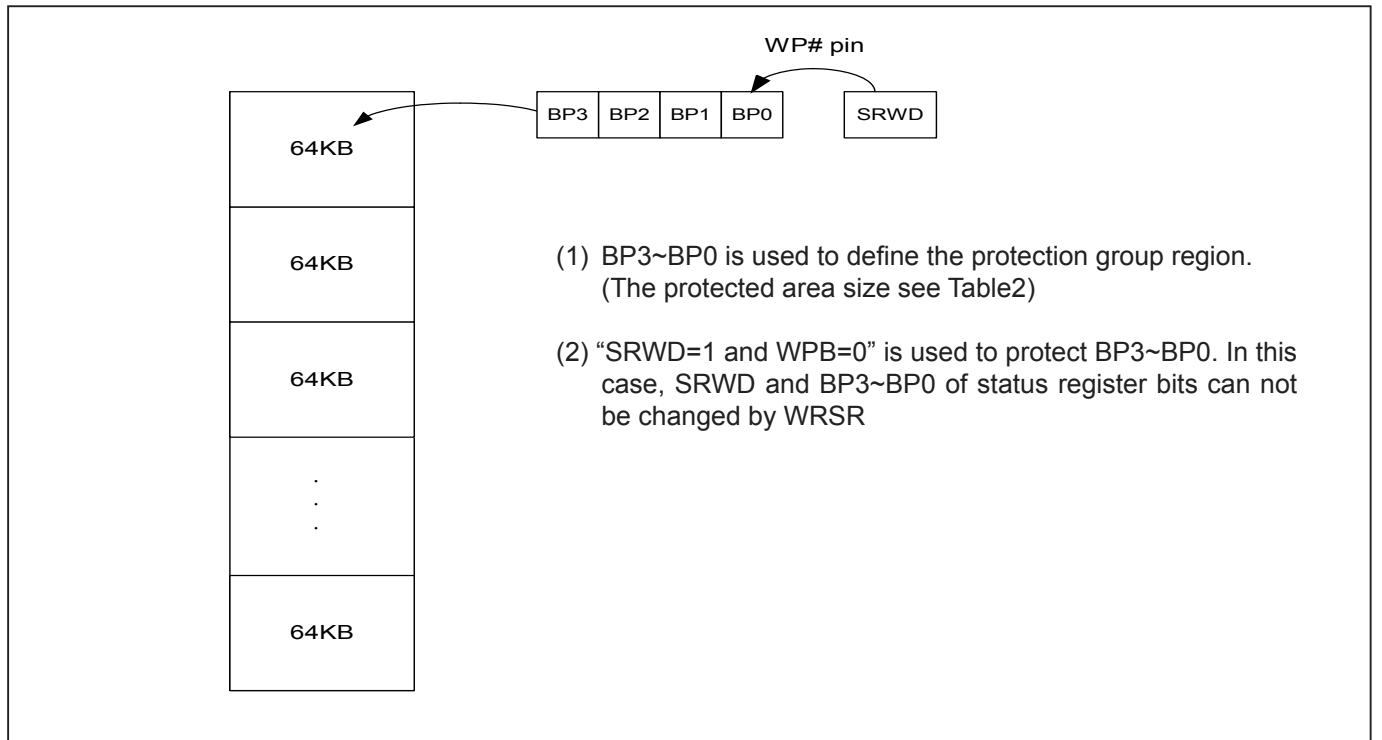 WP# pin
BP3 BP2 BP1 BP0 SRWD
64KB
64KB
64KB
.
.
.
64KB
(1) BP3~BP0 is used to define the protection group region.
(The protected area size see Table2)
(2) “SRWD=1 and WPB=0” is used to protect BP3~BP0. In this
case, SRWD and BP3~BP0 of status register bits can not
be changed by WRSR